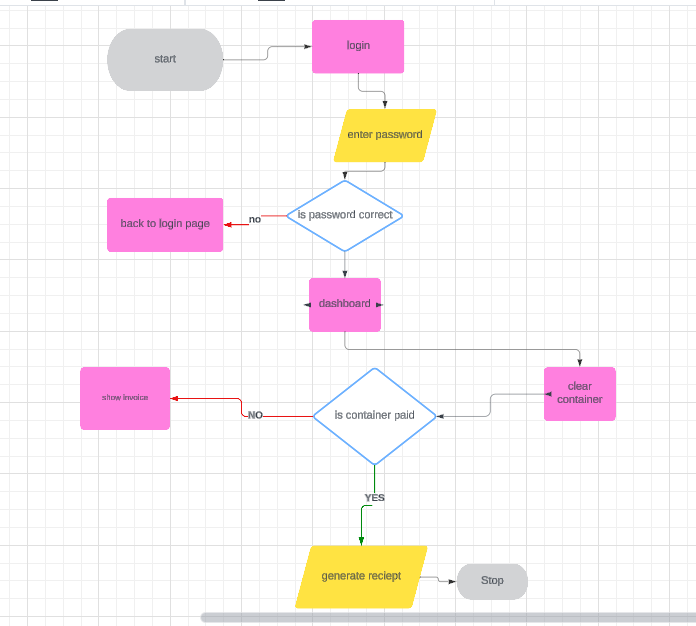 start
login
enter password
is password correct
no
back to login page
dashboard
clear
container
is container paid
NO
show invoice
YES
generate reciept
Stop